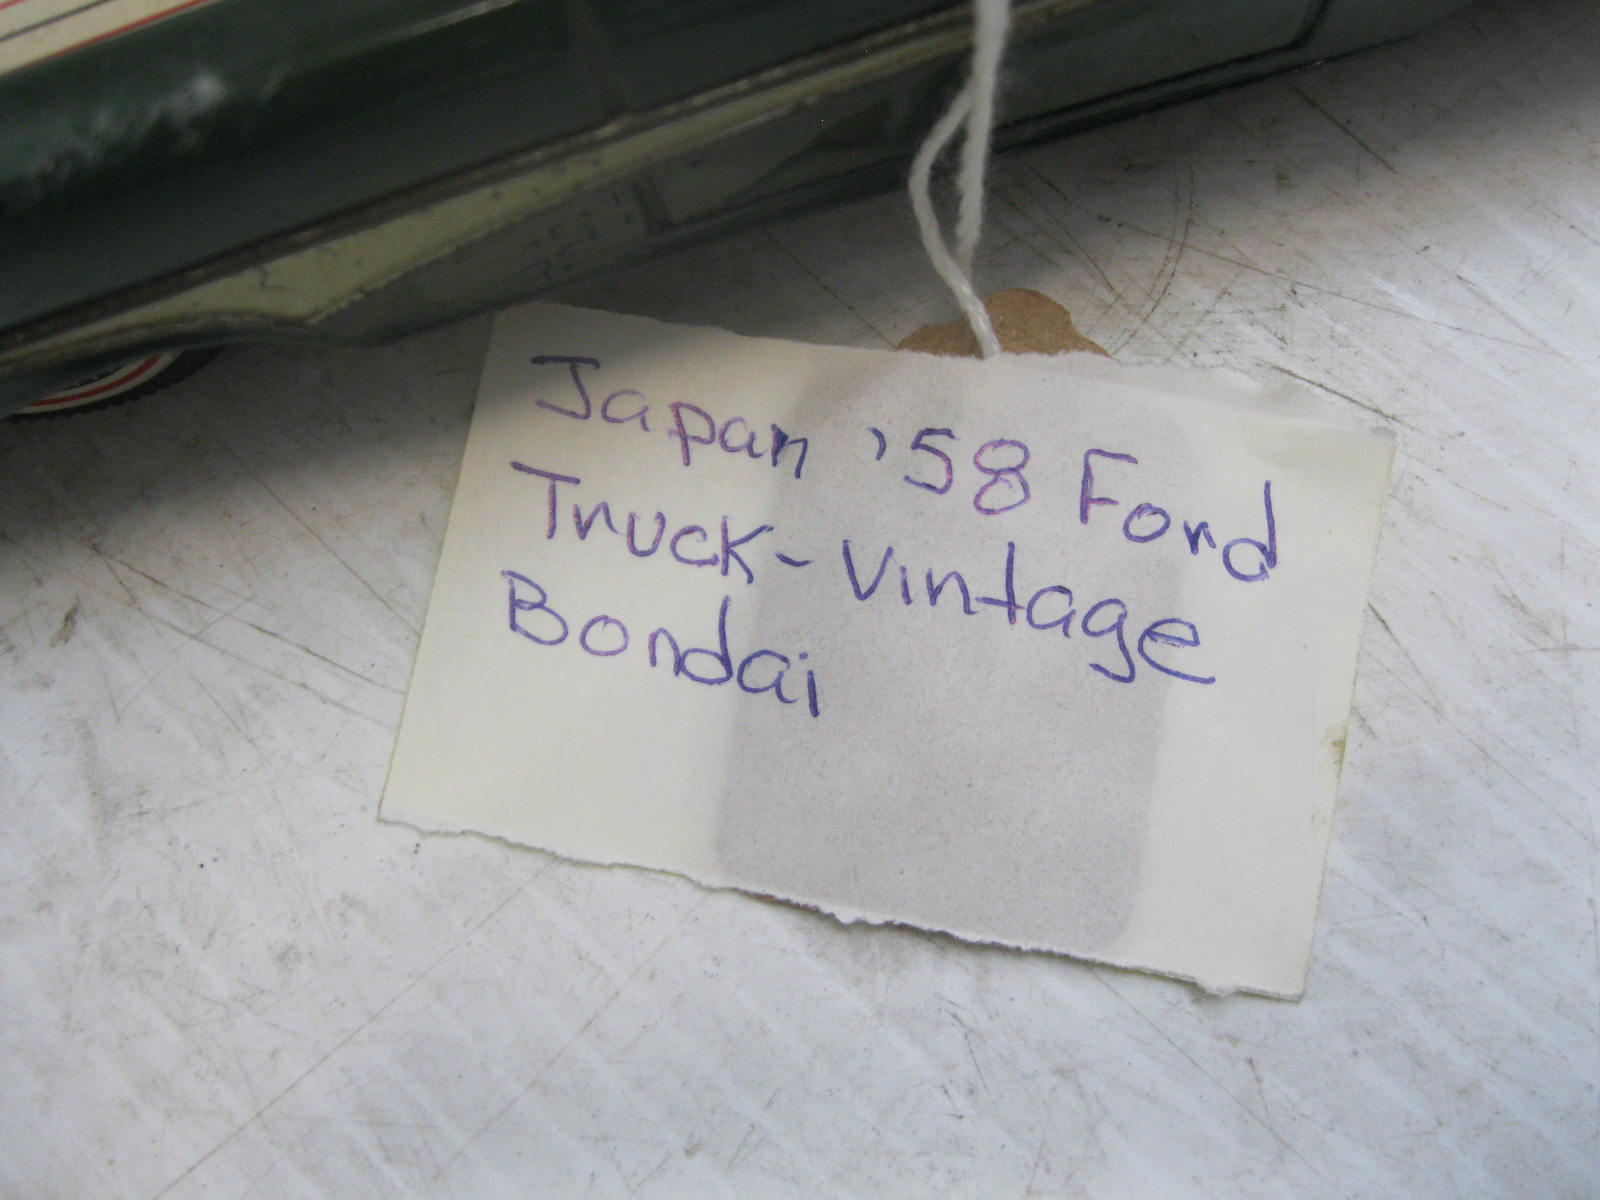 Japan '58 Ford
Truck - Vintage
Bondai